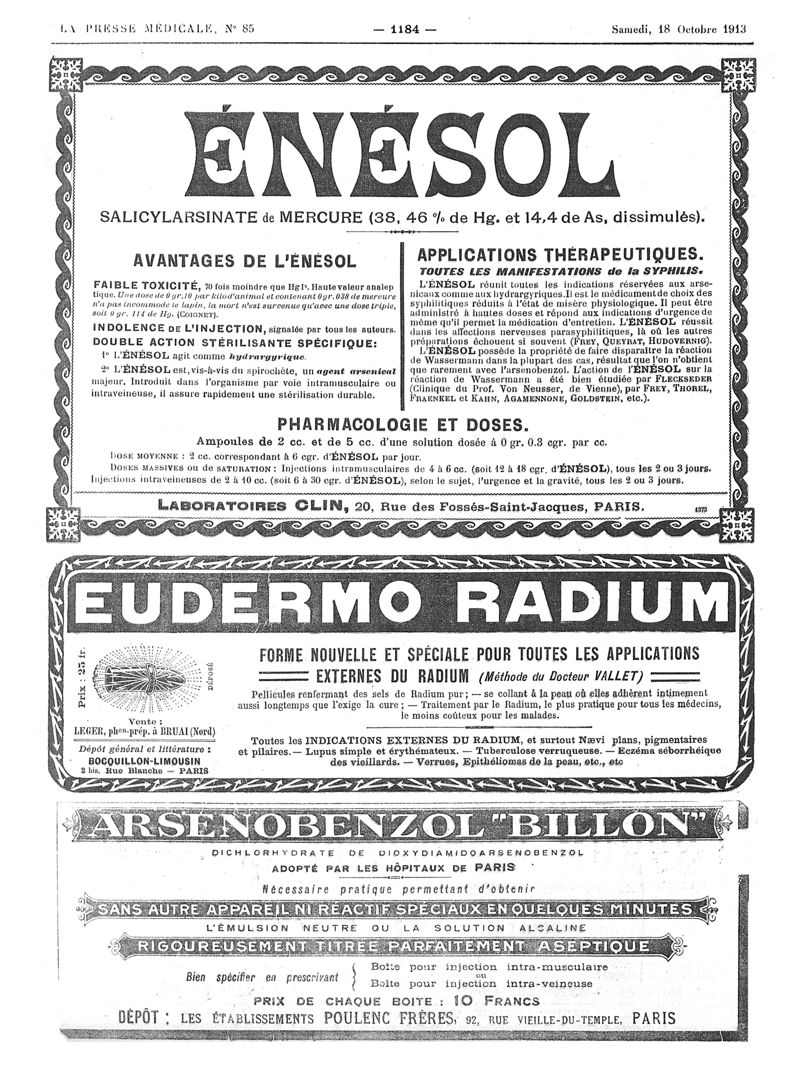 LA PRESSE MÉDICALE, N° 85 — 1184 — Samedi, 18 Octobre 1913
ÉNÉSOL
SALICYLARSINATE de MERCURE (38, 46 % de Hg. et 14,4 de As, dissimulés).
AVANTAGES DE L'ÉNÉSOL
FAIBLE TOXICITÉ, 70 fois moindre que HgI². Haute valeur analep
tique. Une dose de 0 gr. 10 par kilo d'animal et contenant 0 gr. 038 de mercure
n'a pas incommodé le lapin, la mort n'est survenue qu'avec une dose triple,
soit 0 gr. 114 de Hg. (COIGNET).
INDOLENCE DE L'INJECTION, signalée par tous les auteurs.
DOUBLE ACTION STÉRILISANTE SPÉCIFIQUE:
1° L'ÉNÉSOL agit comme hydrargyrique.
2° L'ÉNÉSOL est, vis-à-vis du spirochète, un agent arsenical
majeur. Introduit dans l'organisme par voie intramusculaire ou
intraveineuse, il assure rapidement une stérilisation durable.
APPLICATIONS THÉRAPEUTIQUES.
TOUTES LES MANIFESTATIONS de la SYPHILIS.
L'ÉNÉSOL réunit toutes les indications réservées aux arse-
nicaux comme aux hydrargyriques. Il est le médicament de choix des
syphilitiques réduits à l'état de misère physiologique. Il peut être
administré à hautes doses et répond aux indications d'urgence de
même qu'il permet la médication d'entretien. L'ÉNÉSOL réussit
dans les affections nerveuses parasyphilitiques, là où les autres
préparations échouent si souvent (FREY, QUEYRAT, HUDOVERNIG).
L'ÉNÉSOL possède la propriété de faire disparaître la réaction
de Wassermann dans la plupart des cas, résultat que l'on n'obtient
que rarement avec l'arsenobenzol. L'action de l'ÉNÉSOL sur la
réaction de Wassermann a été bien étudiée par FLECKSEDER
(Clinique du Prof. Von Neusser, de Vienne), par FREY, THOREL,
FRAENKEL et KAHN, AGAMENNONE, GOLDSTEIN, etc.).
PHARMACOLOGIE ET DOSES.
Ampoules de 2 cc. et de 5 cc. d'une solution dosée à 0 gr. 0.3 cgr. par cc.
DOSE MOYENNE : 2 cc. correspondant à 6 cgr. d'ÉNÉSOL par jour.
DOSES MASSIVES OU DE SATURATION : Injections intramusculaires de 4 à 6 cc. (soit 12 à 18 cgr. d'ÉNÉSOL), tous les 2 ou 3 jours.
Injections intraveineuses de 2 à 10 cc. (soit 6 à 30 cgr. d'ÉNÉSOL), selon le sujet, l'urgence et la gravité, tous les 2 ou 3 jours.
LABORATOIRES CLIN, 20, Rue des Fossés-Saint-Jacques, PARIS. 1373
EUDERMO RADIUM
Prix : 25 fr.
DÉPOSÉ
Vente :
LEGER, phen-prép. à BRUAI (Nord)
Dépôt général et littérature :
BOCQUILLON-LIMOUSIN
2 bis, Rue Blanche — PARIS
FORME NOUVELLE ET SPÉCIALE POUR TOUTES LES APPLICATIONS
EXTERNES DU RADIUM (Méthode du Docteur VALLET)
Pellicules renfermant des sels de Radium pur; — se collant à la peau où elles adhèrent intimement
aussi longtemps que l'exige la cure ; — Traitement par le Radium, le plus pratique pour tous les médecins,
le moins coûteux pour les malades.
Toutes les INDICATIONS EXTERNES DU RADIUM, et surtout Nævi plans, pigmentaires
et pilaires. — Lupus simple et érythémateux. — Tuberculose verruqueuse. — Eczéma séborrhéique
des vieillards. — Verrues, Epithéliomas de la peau, etc., etc
ARSENOBENZOL "BILLON"
DICHLORHYDRATE DE DIOXYDIAMIDOARSENOBENZOL
ADOPTÉ PAR LES HÔPITAUX DE PARIS
Nécessaire pratique permettant d'obtenir
SANS AUTRE APPAREIL NI RÉACTIF SPÉCIAUX EN QUELQUES MINUTES
L'ÉMULSION NEUTRE OU LA SOLUTION ALCALINE
RIGOUREUSEMENT TITRÉE PARFAITEMENT ASEPTIQUE
Bien spécifier en prescrivant
Boîte pour injection intra-musculaire
ou
Boîte pour injection intra-veineuse
PRIX DE CHAQUE BOITE : 10 FRANCS
DÉPÔT : LES ÉTABLISSEMENTS POULENC FRÈRES, 92, RUE VIEILLE-DU-TEMPLE, PARIS